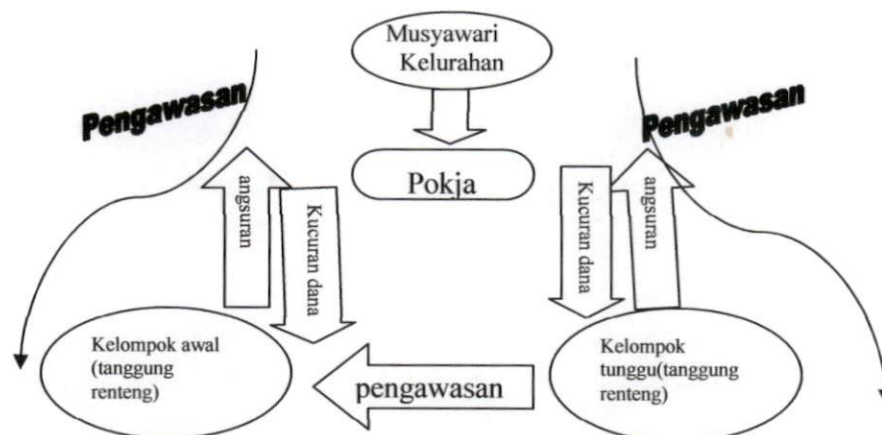 Musyawari
Kelurahan
Pengawasan
Pengawasan
Pokja
angsuran
Kucuran dana
Kucuran dana
angsuran
Kelompok awal
(tanggung
renteng)
pengawasan
Kelompok
tunggu(tanggung
renteng)